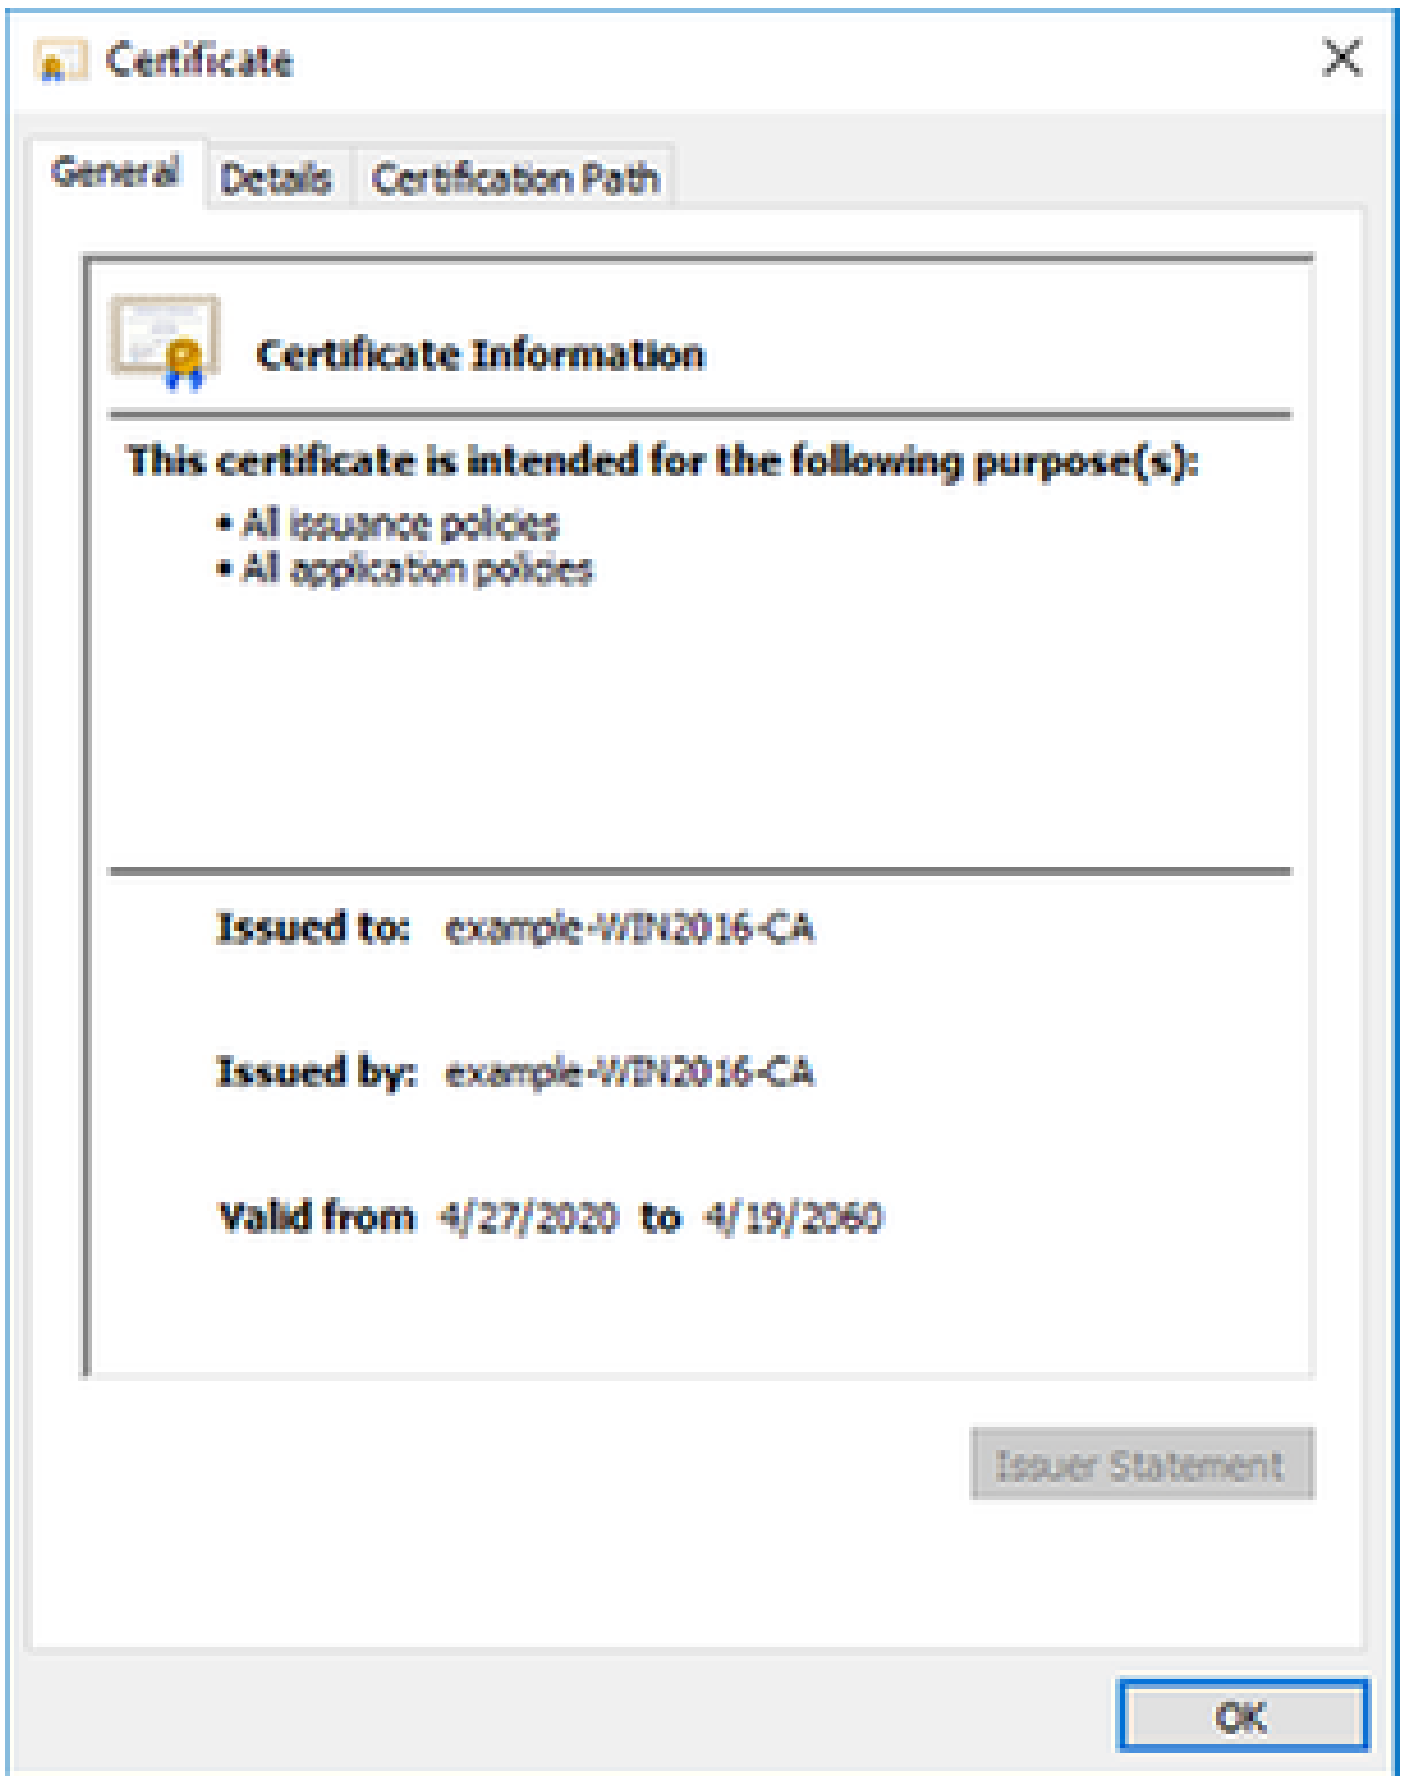 Certificate
General Details Certification Path
Certificate Information
This certificate is intended for the following purpose(s):
• All issuance policies
• All application policies
Issued to: example-WIN2016-CA
Issued by: example-WIN2016-CA
Valid from 4/27/2020 to 4/19/2060
Issuer Statement
OK